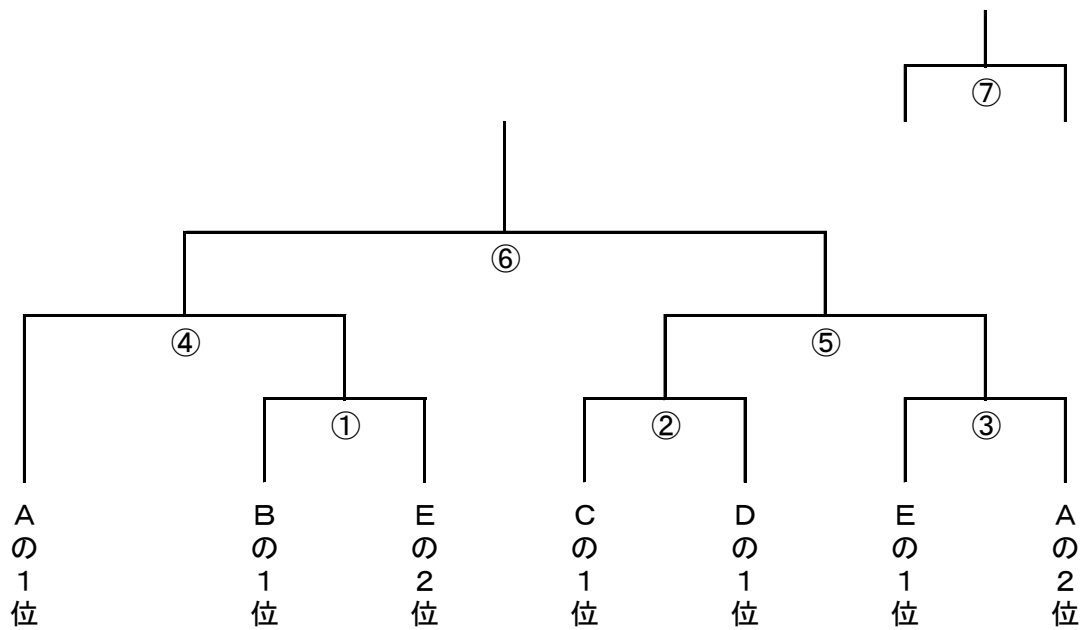 ⑦
⑥
④
⑤
①
②
③
Aの1位
Bの1位
Eの2位
Cの1位
Dの1位
Eの1位
Aの2位